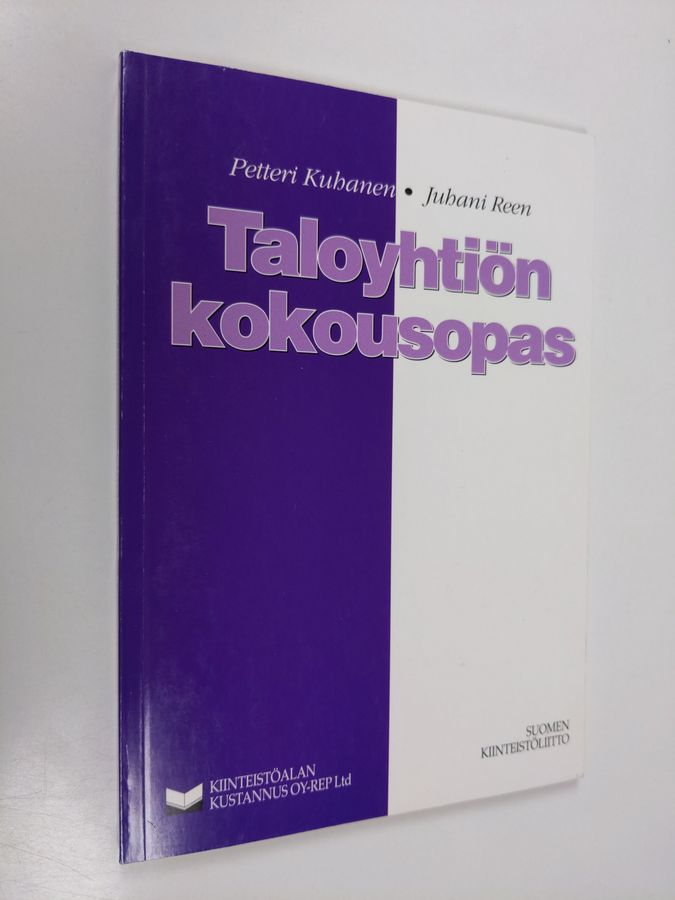 Petteri Kuhanen • Juhani Reen
Taloyhtiön
kokousopas
SUOMEN
KIINTEISTÖLIITTO
KIINTEISTÖALAN
KUSTANNUS OY-REP Ltd